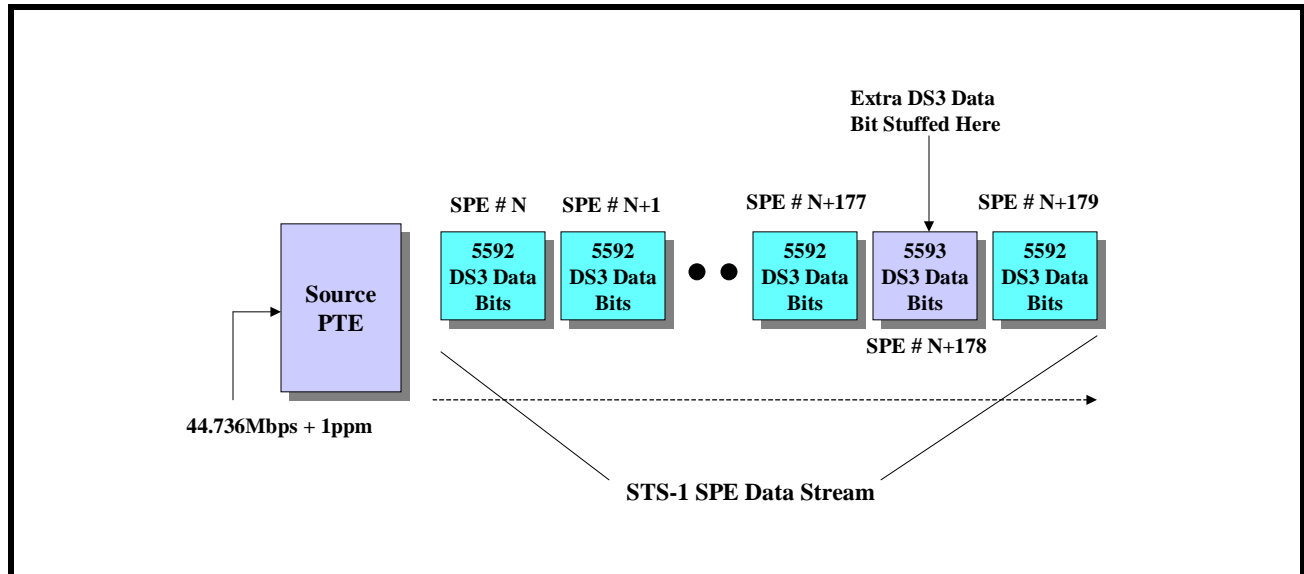 Extra DS3 Data
Bit Stuffed Here
SPE # N
SPE # N+1
SPE # N+177
SPE # N+179
Source
PTE
5592
DS3 Data
Bits
5592
DS3 Data
Bits
5592
DS3 Data
Bits
5593
DS3 Data
Bits
5592
DS3 Data
Bits
SPE # N+178
44.736Mbps + 1ppm
STS-1 SPE Data Stream